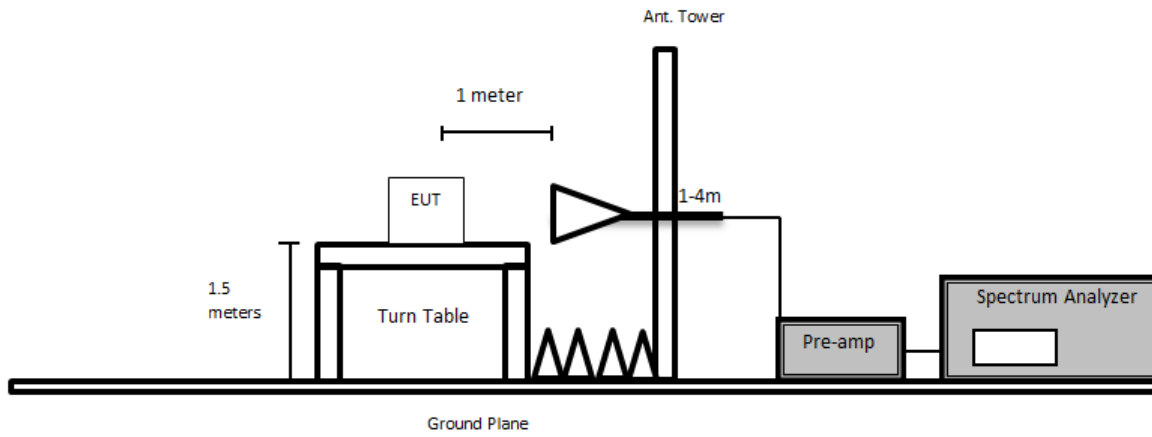 Ant. Tower
1 meter
EUT
1-4m
1.5
meters
Turn Table
Spectrum Analyzer
Pre-amp
Ground Plane